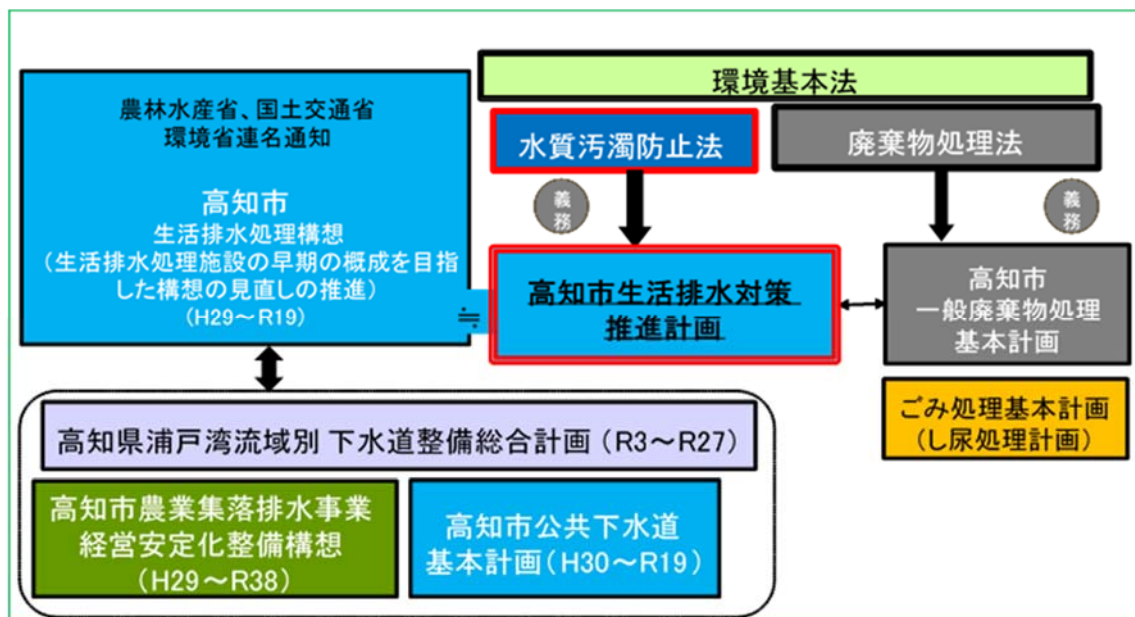 農林水産省、国土交通省
環境省連名通知
高知市
生活排水処理構想
（生活排水処理施設の早期の概成を目指
した構想の見直しの推進）
（H29～R19）
環境基本法
水質汚濁防止法
廃棄物処理法
義務
義務
≒
高知市生活排水対策
推進計画
高知市
一般廃棄物処理
基本計画
ごみ処理基本計画
（し尿処理計画）
高知県浦戸湾流域別 下水道整備総合計画（R3～R27）
高知市農業集落排水事業
経営安定化整備構想
（H29～R38）
高知市公共下水道
基本計画（H30～R19）